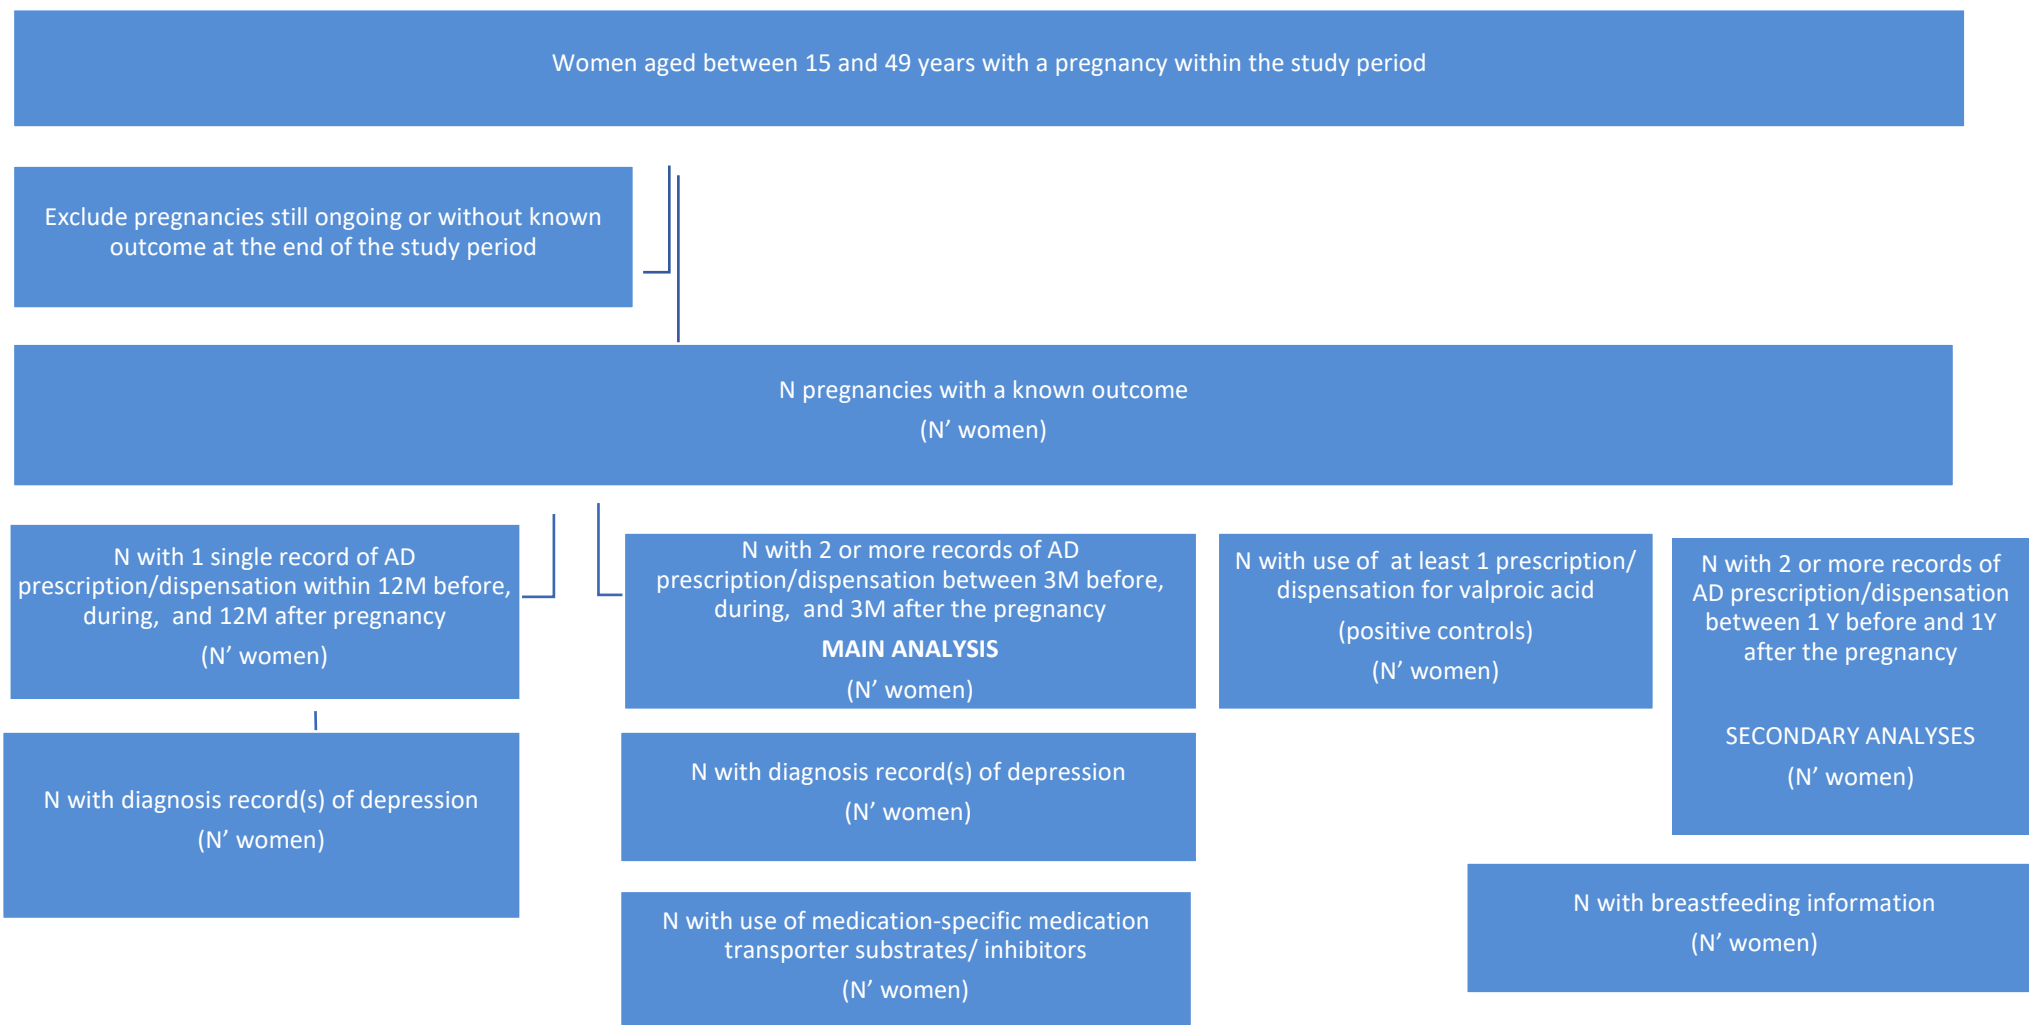 Women aged between 15 and 49 years with a pregnancy within the study period
Exclude pregnancies still ongoing or without known
outcome at the end of the study period
N pregnancies with a known outcome
(N’ women)
N with 1 single record of AD
prescription/dispensation within 12M before,
during, and 12M after pregnancy
(N’ women)
N with 2 or more records of AD
prescription/dispensation between 3M before,
during, and 3M after the pregnancy
MAIN ANALYSIS
(N’ women)
N with use of at least 1 prescription/
dispensation for valproic acid
(positive controls)
(N’ women)
N with 2 or more records of
AD prescription/dispensation
between 1 Y before and 1Y
after the pregnancy
SECONDARY ANALYSES
(N’ women)
N with diagnosis record(s) of depression
(N’ women)
N with diagnosis record(s) of depression
(N’ women)
N with use of medication-specific medication
transporter substrates/ inhibitors
(N’ women)
N with breastfeeding information
(N’ women)